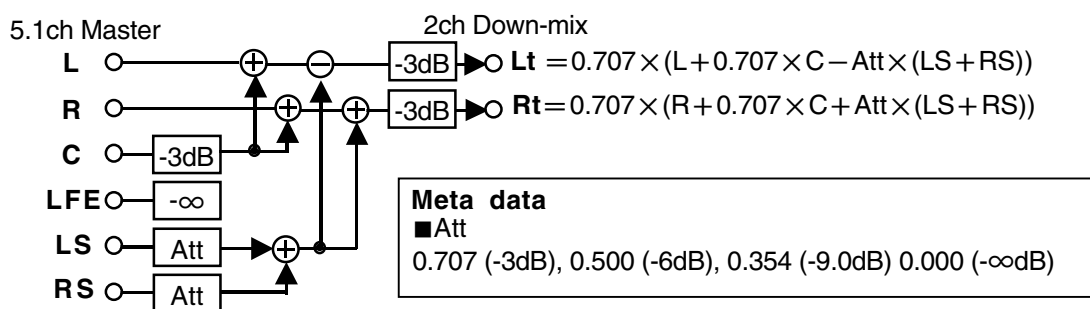 5.1ch Master
2ch Down-mix
L -3dB Lt = 0.707×(L+0.707×C−Att×(LS+RS))
R -3dB Rt= 0.707×(R+0.707×C+Att×(LS+RS))
C -3dB
LFE -∞
LS Att
RS Att
Meta data
■Att
0.707 (-3dB), 0.500 (-6dB), 0.354 (-9.0dB) 0.000 (-∞dB)